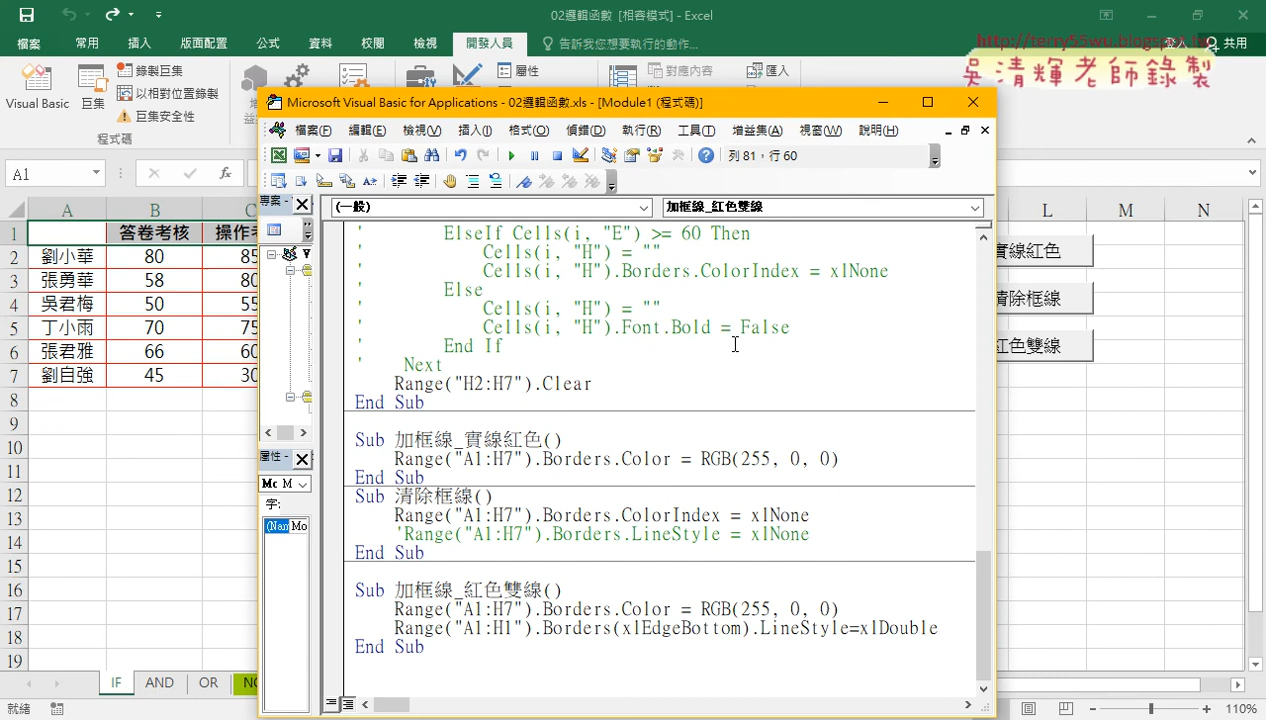 02邏輯函數 [相容模式] - Excel
http://terry55wu.blogspot.tw
吳清輝老師錄製
檔案 常用 插入 版面配置 公式 資料 校閱 檢視 開發人員 告訴我您想要執行的動作... 登入 共用
Visual Basic 巨集 錄製巨集 屬性 對應內容 匯入
以相對位置錄製
巨集安全性
程式碼
Microsoft Visual Basic for Applications - 02邏輯函數.xls - [Module1 (程式碼)]
檔案(F) 編輯(E) 檢視(V) 插入(I) 格式(O) 偵錯(D) 執行(R) 工具(T) 增益集(A) 視窗(W) 說明(H)
列 81，行 60
A1
專案 -
(一般) 加框線_紅色雙線
A B C L M N
1 答卷考核 操作
2 劉小華 80 85
3 張勇華 58 80
4 吳君梅 50 55
5 丁小雨 70 75
6 張君雅 66 60
7 劉自強 45 30
8
9
10
11
12
13
14
15
16
17
18
19
實線紅色
清除框線
紅色雙線
' ElseIf Cells(i, "E") >= 60 Then
' Cells(i, "H") = ""
' Cells(i, "H").Borders.ColorIndex = xlNone
' Else
' Cells(i, "H") = ""
' Cells(i, "H").Font.Bold = False
' End If
' Next
Range("H2:H7").Clear
End Sub
Sub 加框線_實線紅色()
Range("A1:H7").Borders.Color = RGB(255, 0, 0)
End Sub
Sub 清除框線()
Range("A1:H7").Borders.ColorIndex = xlNone
'Range("A1:H7").Borders.LineStyle = xlNone
End Sub
Sub 加框線_紅色雙線()
Range("A1:H7").Borders.Color = RGB(255, 0, 0)
Range("A1:H1").Borders(xlEdgeBottom).LineStyle=xlDouble
End Sub
屬性 -
Mo M
字:
(Nam Mo
IF AND OR
就緒 110%